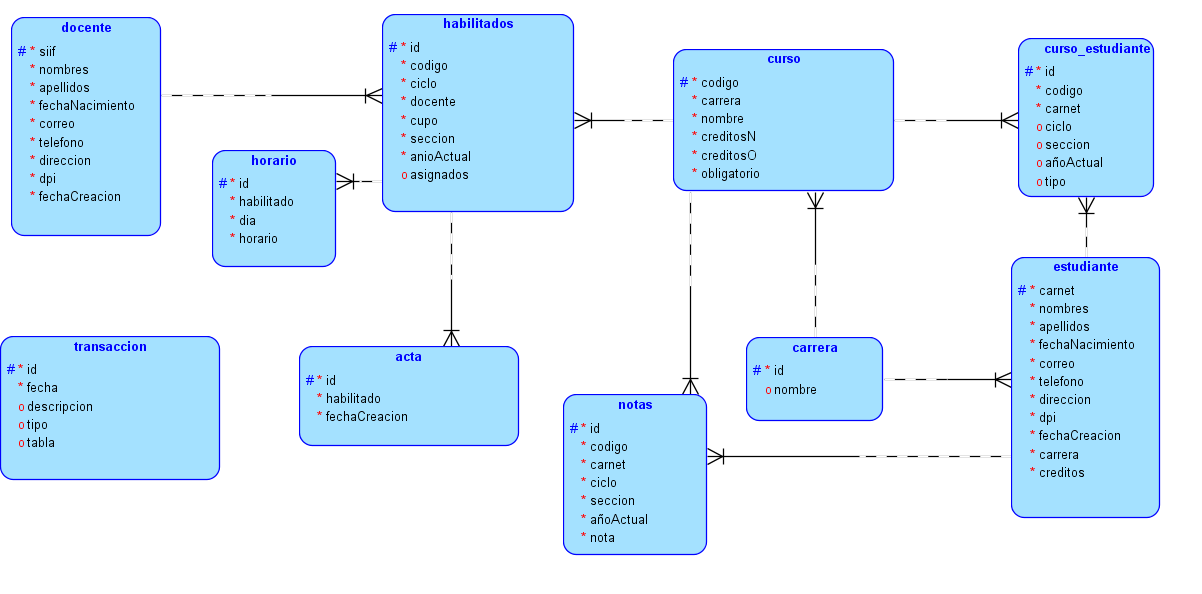 docente
# * siif
* nombres
* apellidos
* fechaNacimiento
* correo
* telefono
* direccion
* dpi
* fechaCreacion
habilitados
# * id
* codigo
* ciclo
* docente
* cupo
* seccion
* anioActual
o asignados
horario
# * id
* habilitado
* dia
* horario
curso
# * codigo
* carrera
* nombre
* creditosN
* creditosO
* obligatorio
curso_estudiante
# * id
* codigo
* carnet
o ciclo
o seccion
o añoActual
o tipo
estudiante
# * carnet
* nombres
* apellidos
* fechaNacimiento
* correo
* telefono
* direccion
* dpi
* fechaCreacion
* carrera
* creditos
transaccion
# * id
* fecha
o descripcion
o tipo
o tabla
acta
# * id
* habilitado
* fechaCreacion
carrera
# * id
o nombre
notas
# * id
* codigo
* carnet
* ciclo
* seccion
* añoActual
* nota